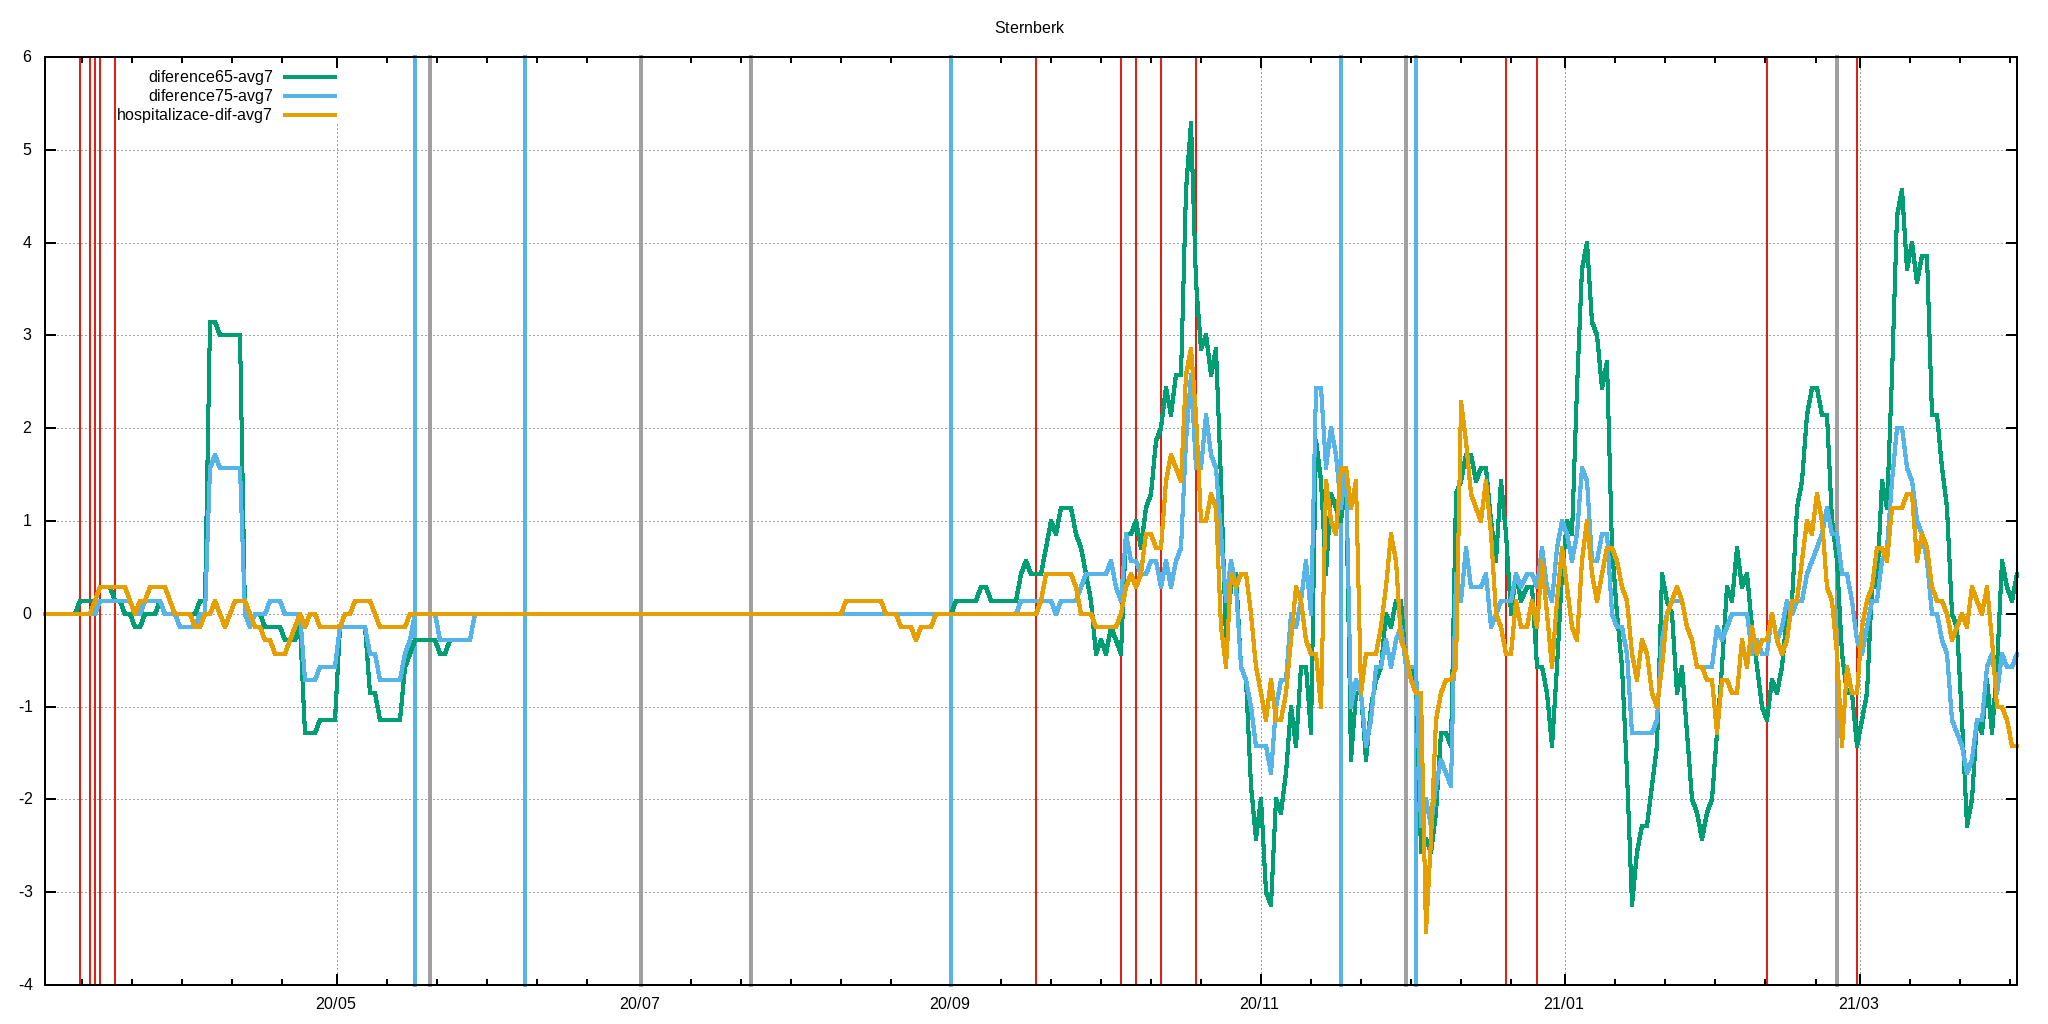 Sternberk
diference65-avg7
diference75-avg7
hospitalizace-dif-avg7
6
5
4
3
2
1
0
-1
-2
-3
-4
20/05 20/07 20/09 20/11 21/01 21/03